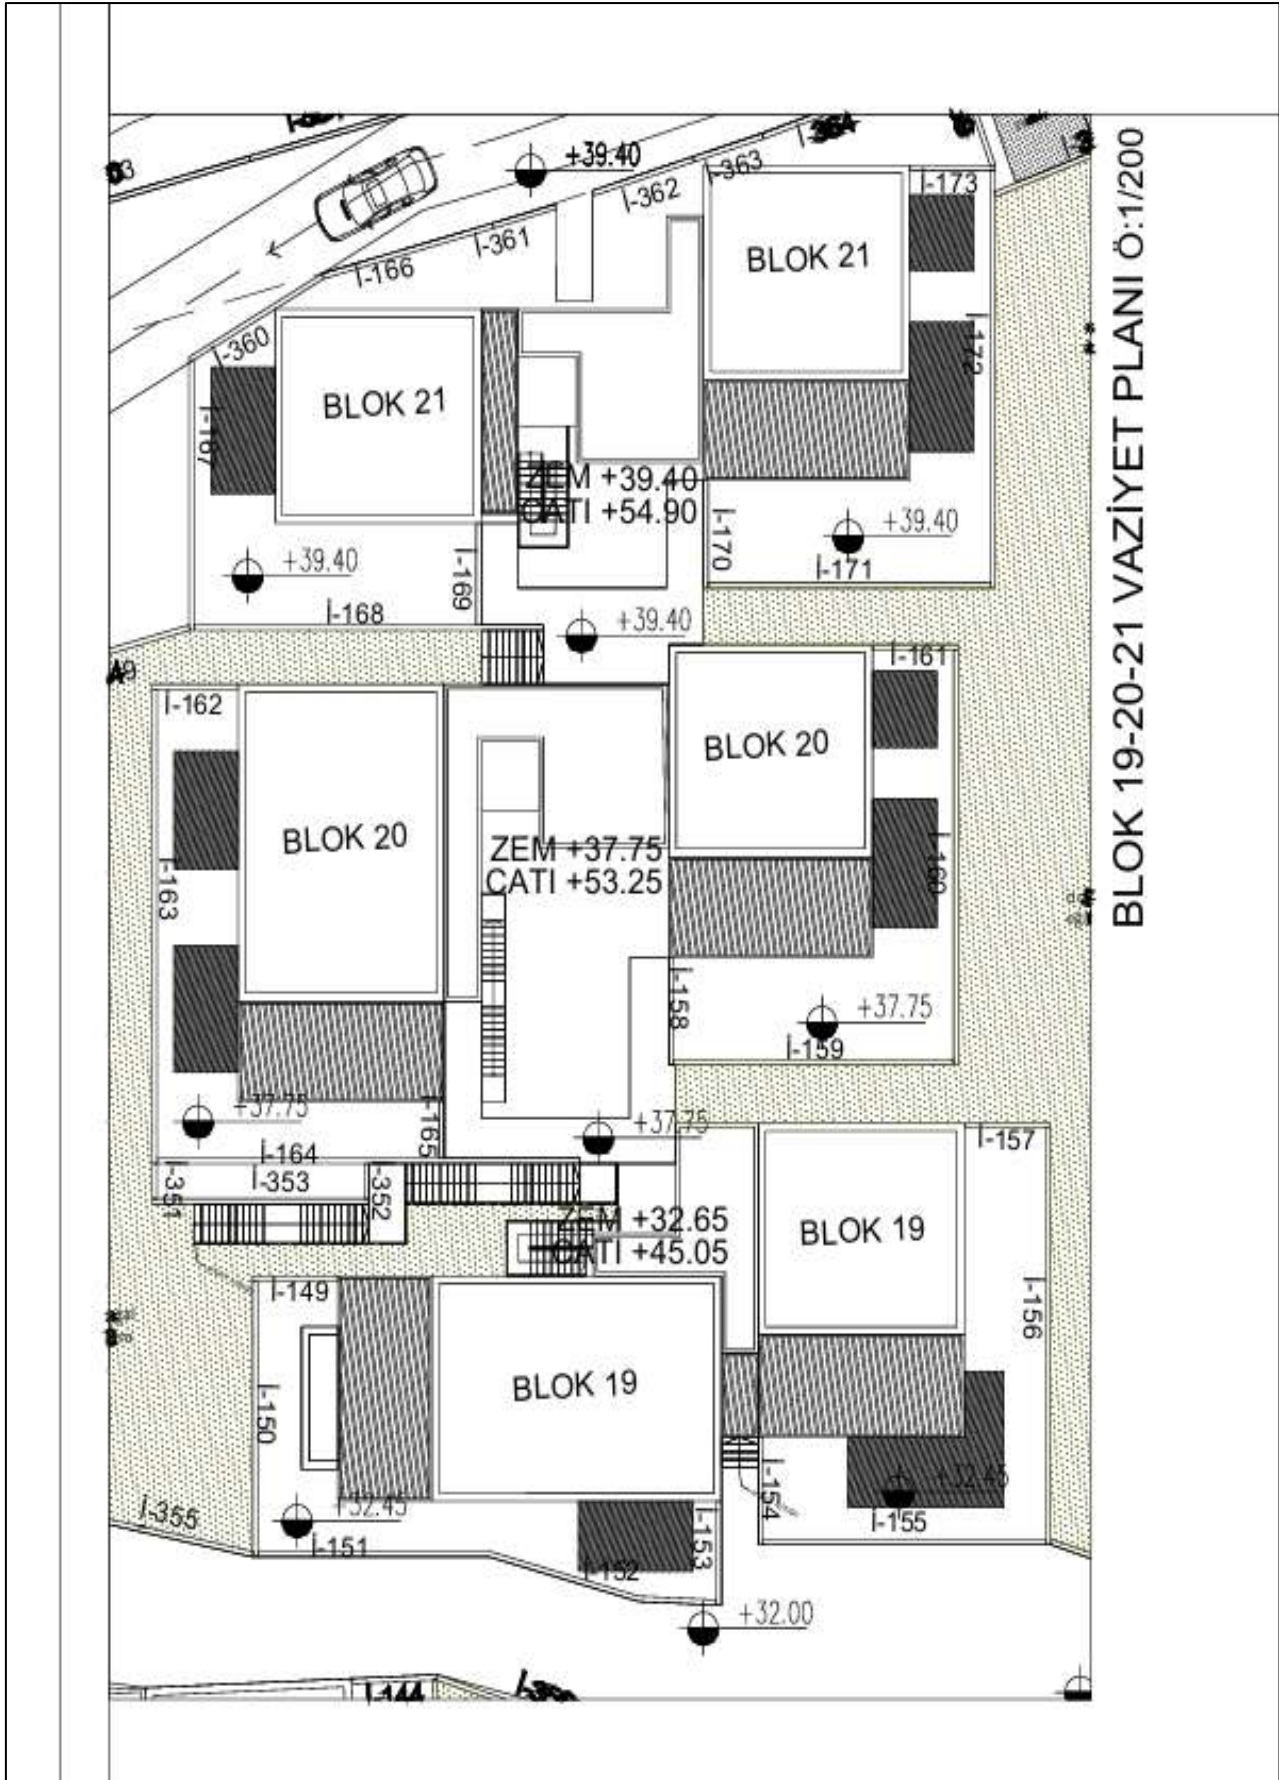 +39.40
İ-363
İ-362
İ-173
İ-361
İ-166
BLOK 21
İ-360
İ-172
BLOK 21
İ-167
ZEM +39.40
CATI +54.90
İ-170
+39.40
İ-171
+39.40
İ-169
İ-168
+39.40
İ-161
İ-162
BLOK 20
BLOK 20
ZEM +37.75
CATI +53.25
İ-160
İ-163
İ-158
+37.75
İ-159
+37.75
İ-165
+37.75
İ-157
İ-164
İ-351
İ-353
İ-352
ZEM +32.65
CATI +45.05
BLOK 19
İ-149
İ-156
BLOK 19
İ-150
İ-154
+32.45
+32.45
İ-155
İ-355
İ-151
İ-153
İ-152
+32.00
İ-144
BLOK 19-20-21 VAZİYET PLANI Ö:1/200